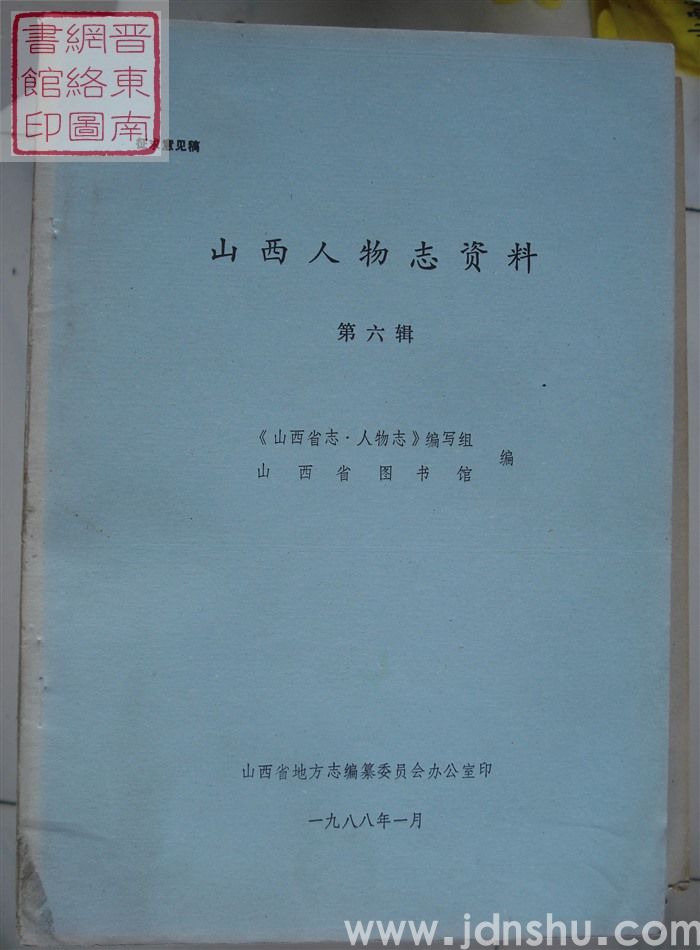 晋東南
網絡圖
書館印
征求意见稿
山西人物志资料
第六辑
《山西省志·人物志》编写组
山西省图书馆
编
山西省地方志编纂委员会办公室印
一九八八年一月
www.jdnshu.com